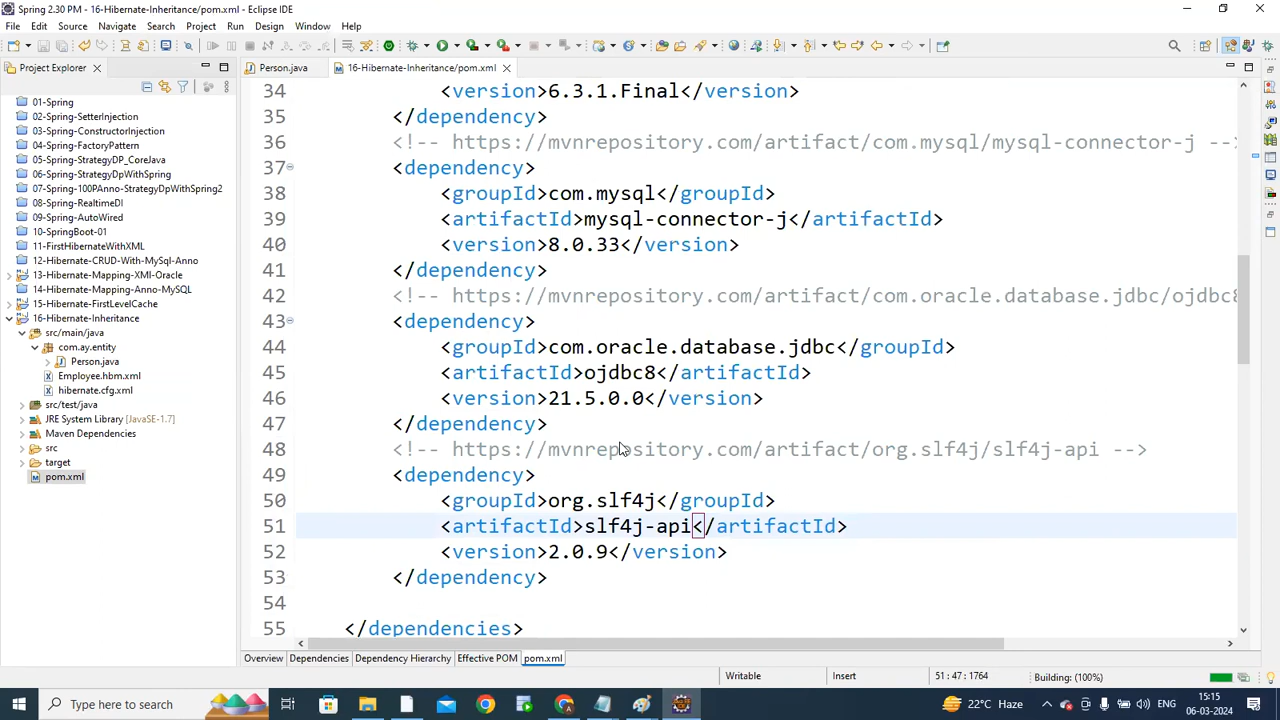 Spring 2.30 PM - 16-Hibernate-Inheritance/pom.xml - Eclipse IDE
File Edit Source Navigate Search Project Run Design Window Help
Project Explorer
Person.java
16-Hibernate-Inheritance/pom.xml
01-Spring
02-Spring-SetterInjection
03-Spring-ConstructorInjection
04-Spring-FactoryPattern
05-Spring-StrategyDP_CoreJava
06-Spring-StrategyDpWithSpring
07-Spring-100PAnno-StrategyDpWithSpring2
08-Spring-RealtimeDI
09-Spring-AutoWired
10-SpringBoot-01
11-FirstHibernateWithXML
12-Hibernate-CRUD-With-MySql-Anno
13-Hibernate-Mapping-XMl-Oracle
14-Hibernate-Mapping-Anno-MySQL
15-Hibernate-FirstLevelCache
16-Hibernate-Inheritance
src/main/java
com.ay.entity
Person.java
Employee.hbm.xml
hibernate.cfg.xml
src/test/java
JRE System Library [JavaSE-1.7]
Maven Dependencies
src
target
pom.xml
34 <version>6.3.1.Final</version>
35 </dependency>
36 <!-- https://mvnrepository.com/artifact/com.mysql/mysql-connector-j -->
37 <dependency>
38 <groupId>com.mysql</groupId>
39 <artifactId>mysql-connector-j</artifactId>
40 <version>8.0.33</version>
41 </dependency>
42 <!-- https://mvnrepository.com/artifact/com.oracle.database.jdbc/ojdbc8
43 <dependency>
44 <groupId>com.oracle.database.jdbc</groupId>
45 <artifactId>ojdbc8</artifactId>
46 <version>21.5.0.0</version>
47 </dependency>
48 <!-- https://mvnrepository.com/artifact/org.slf4j/slf4j-api -->
49 <dependency>
50 <groupId>org.slf4j</groupId>
51 <artifactId>slf4j-api</artifactId>
52 <version>2.0.9</version>
53 </dependency>
54
55 </dependencies>
Overview Dependencies Dependency Hierarchy Effective POM pom.xml
Writable Insert 51 : 47 : 1764 Building: (100%)
Type here to search
22°C Haze
ENG
15:15
06-03-2024